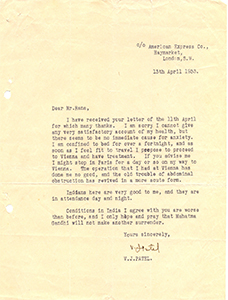 c/o American Express Co.,
Haymarket,
London,S.W.
13th April 1933.
Dear Mr.Hens,
I have received your letter of the 11th April
for which many thanks. I am sorry I cannot give
any very satisfactory account of my health, but
there seems to be no immediate cause for anxiety.
I am confined to bed for over a fortnight, and as
soon as I feel fit to travel I propose to proceed
to Vienna and have treatment. If you advise me
I might stop in Paris for a day or so on my way to
Vienna. The operation that I had at Vienna has
done me no good, and the old trouble of abdominal
obstruction has revived in a more acute form.
Indians here are very good to me, and they are
in attendance day and night.
Conditions in India I agree with you are worse
than before, and I only hope and pray that Mahatma
Gandhi will not make another surrender.
Yours sincerely,
V.J.PATEL.